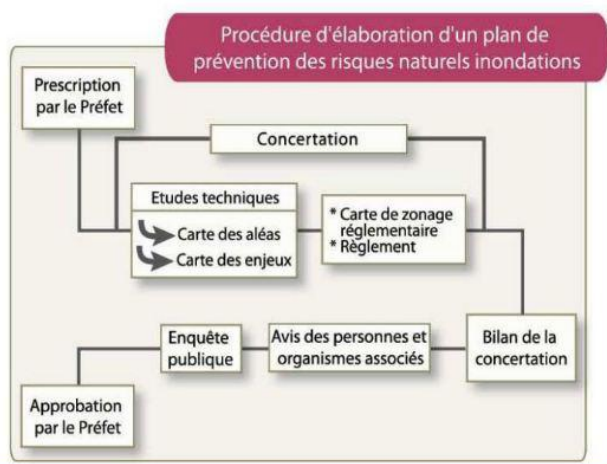 Procédure d'élaboration d'un plan de
prévention des risques naturels inondations
Prescription
par le Préfet
Concertation
Etudes techniques
Carte des aléas
Carte des enjeux
* Carte de zonage
réglementaire
* Règlement
Bilan de la
concertation
Avis des personnes et
organismes associés
Enquête
publique
Approbation
par le Préfet